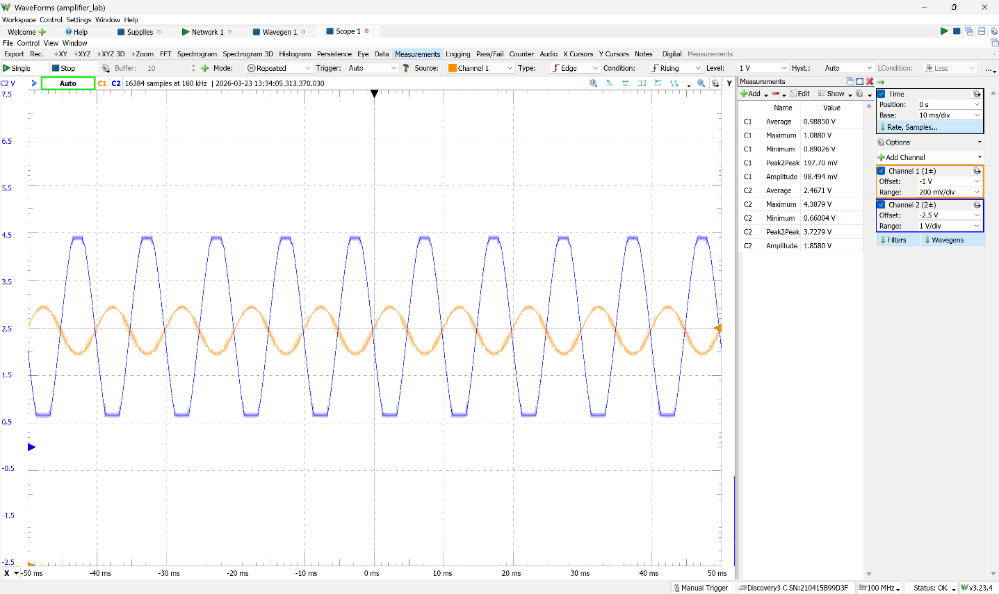 WaveForms (amplifier_lab)
Workspace Control Settings Window Help
Welcome Help Supplies Network 1 Wavegen 1 Scope 1
File Control View Window
Export Rec. +XY +XYZ +XYZ 3D +Zoom FFT Spectrogram Spectrogram 3D Histogram Persistence Eye Data Measurements Logging Pass/Fail Counter Audio X Cursors Y Cursors Notes Digital Measurements
Single Stop Buffer: 10 Mode: Repeated Trigger: Auto Source: Channel 1 Type: Edge Condition: Rising Level: 1 V Hyst.: Auto LCondition: Less ...
C2 V Auto C1 C2 16384 samples at 160 kHz | 2026-03-23 13:34:05.313.370.030 Y
7.5
6.5
5.5
4.5
3.5
2.5
1.5
0.5
-0.5
-1.5
-2.5
X -50 ms -40 ms -30 ms -20 ms -10 ms 0 ms 10 ms 20 ms 30 ms 40 ms 50 ms
Measurements
Add Edit Show
Name Value
C1 Average 0.98850 V
C1 Maximum 1.0880 V
C1 Minimum 0.89026 V
C1 Peak2Peak 197.70 mV
C1 Amplitude 98.494 mV
C2 Average 2.4671 V
C2 Maximum 4.3879 V
C2 Minimum 0.66004 V
C2 Peak2Peak 3.7279 V
C2 Amplitude 1.8580 V
Time
Position: 0 s
Base: 10 ms/div
Rate, Samples...
Options
Add Channel
Channel 1 (1±)
Offset: -1 V
Range: 200 mV/div
Channel 2 (2±)
Offset: -2.5 V
Range: 1 V/div
Filters Wavegens
Manual Trigger Discovery3 C SN:210415B99D3F 100 MHz Status: OK v3.23.4